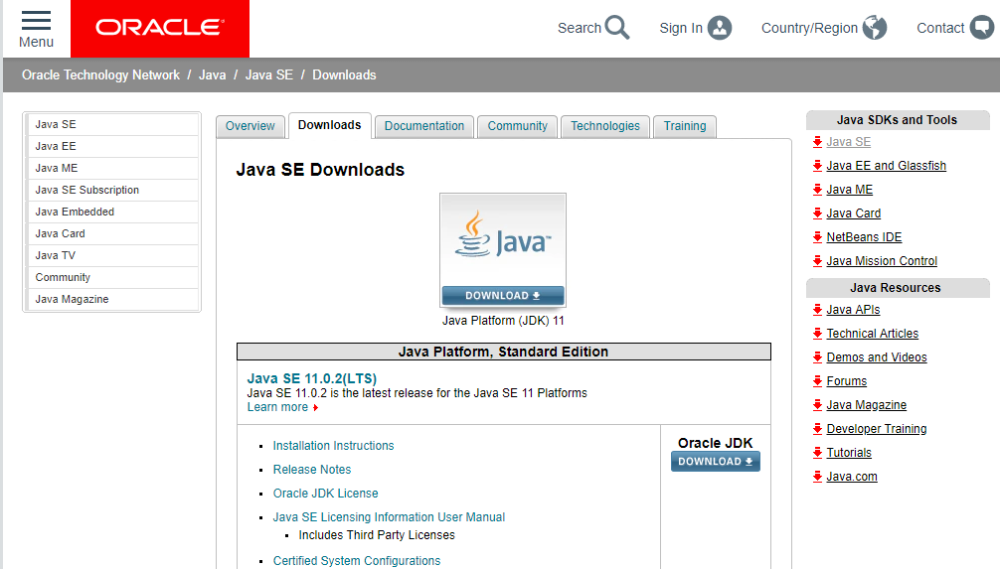 Menu
ORACLE
Search
Sign In
Country/Region
Contact
Oracle Technology Network / Java / Java SE / Downloads
Java SE
Java EE
Java ME
Java SE Subscription
Java Embedded
Java Card
Java TV
Community
Java Magazine
Overview
Downloads
Documentation
Community
Technologies
Training
Java SE Downloads
Java™
DOWNLOAD
Java Platform (JDK) 11
Java Platform, Standard Edition
Java SE 11.0.2(LTS)
Java SE 11.0.2 is the latest release for the Java SE 11 Platforms
Learn more
Installation Instructions
Release Notes
Oracle JDK License
Java SE Licensing Information User Manual
Includes Third Party Licenses
Certified System Configurations
Oracle JDK
DOWNLOAD
Java SDKs and Tools
Java SE
Java EE and Glassfish
Java ME
Java Card
NetBeans IDE
Java Mission Control
Java Resources
Java APIs
Technical Articles
Demos and Videos
Forums
Java Magazine
Developer Training
Tutorials
Java.com